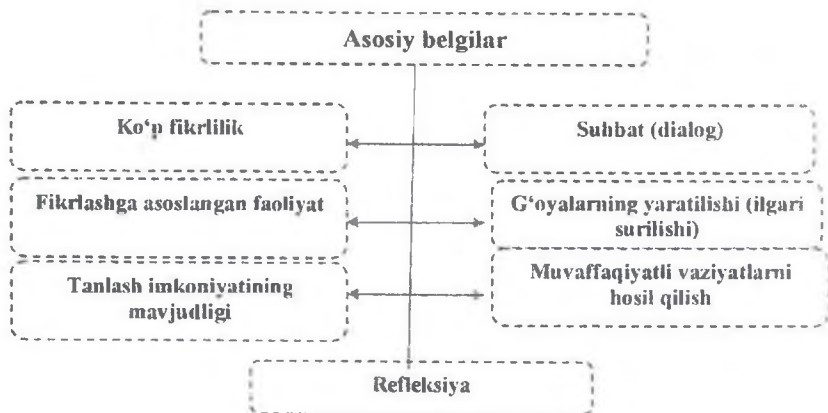 Asosiy belgilar
Ko‘n fikrlilik
Suhbat (dialog)
Fikrlashga asoslangan faoliyat
G‘oyalarning yaratilishi (ilgari
surilishi)
Tanlash imkoniyatining
mavjudligi
Muvaffaqiyatli vaziyatlarni
hosil qilish
Refleksiya